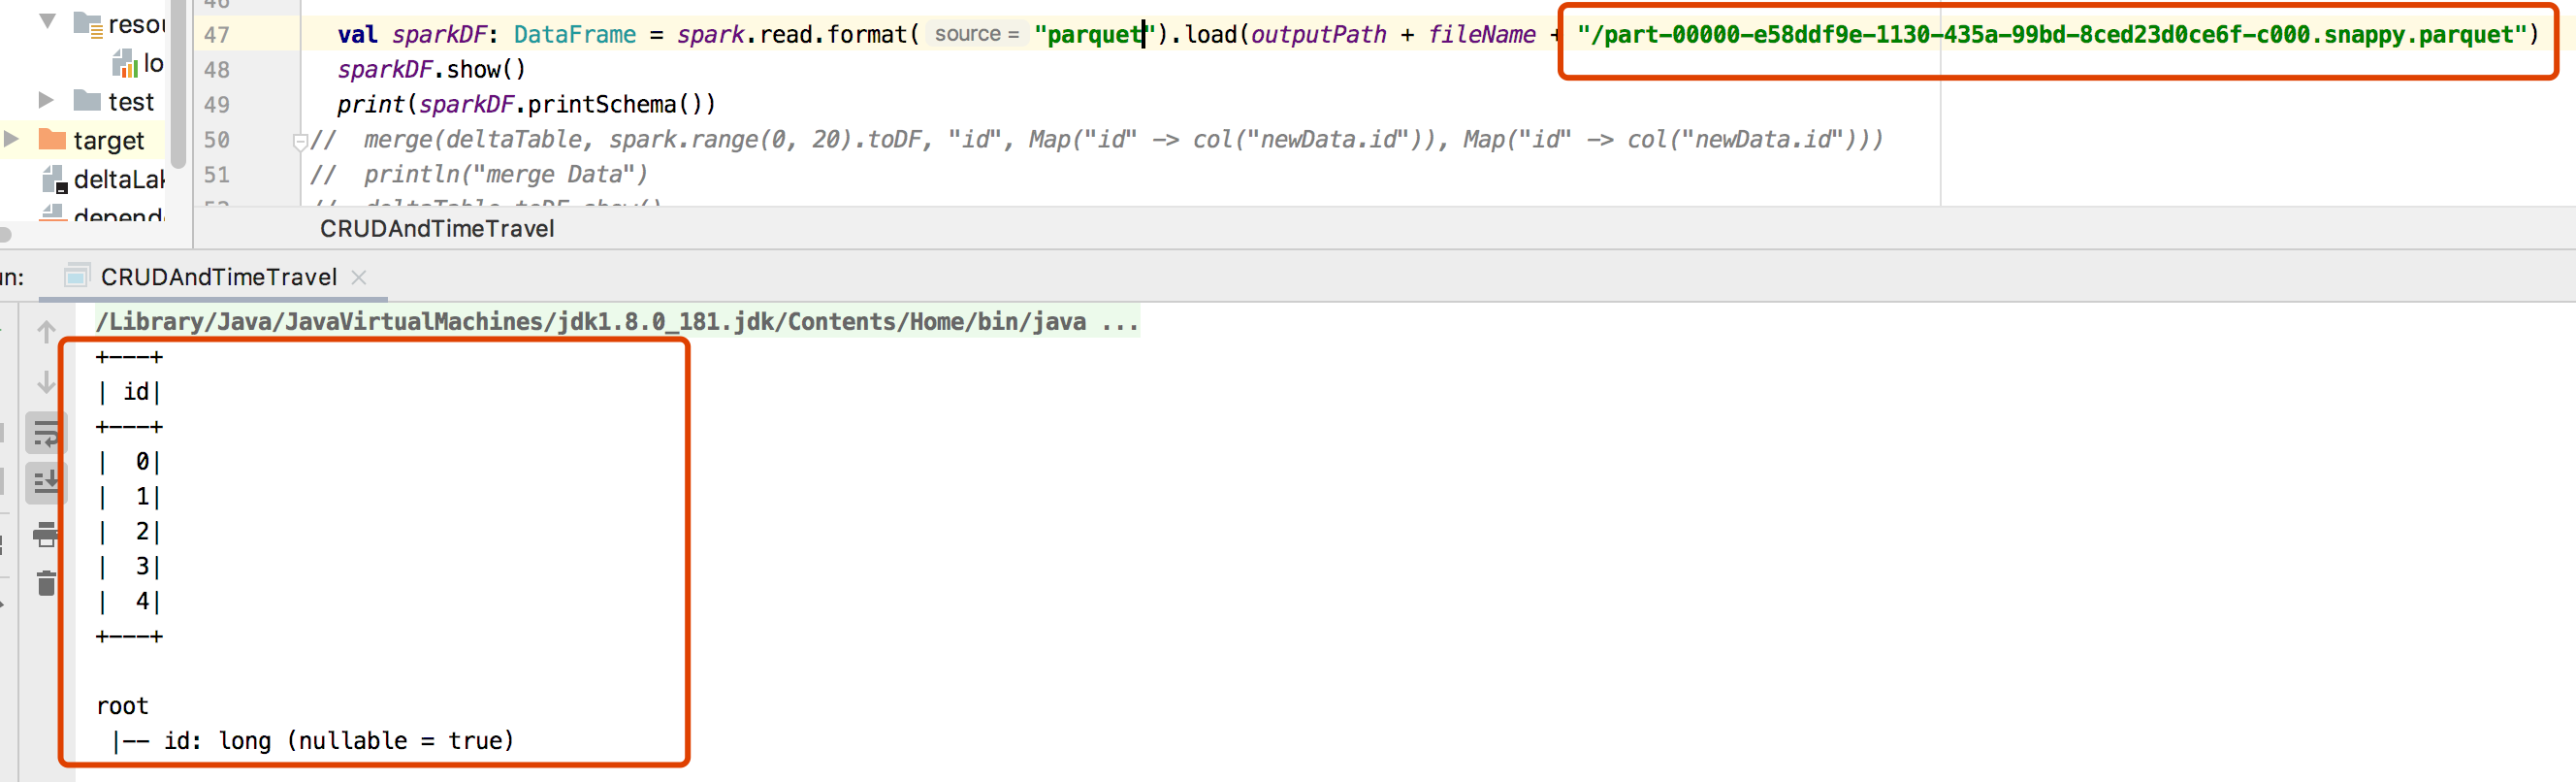 46
resou
47 val sparkDF: DataFrame = spark.read.format( source = "parquet").load(outputPath + fileName + "/part-00000-e58ddf9e-1130-435a-99bd-8ced23d0ce6f-c000.snappy.parquet")
lo
48 sparkDF.show()
test
49 print(sparkDF.printSchema())
target
50 // merge(deltaTable, spark.range(0, 20).toDF, "id", Map("id" -> col("newData.id")), Map("id" -> col("newData.id")))
deltaLak
51 // println("merge Data")
depende
52 // deltaTable.toDF.show()
CRUDAndTimeTravel
un: CRUDAndTimeTravel
/Library/Java/JavaVirtualMachines/jdk1.8.0_181.jdk/Contents/Home/bin/java ...
+---+
| id|
+---+
|  0|
|  1|
|  2|
|  3|
|  4|
+---+
root
 |-- id: long (nullable = true)